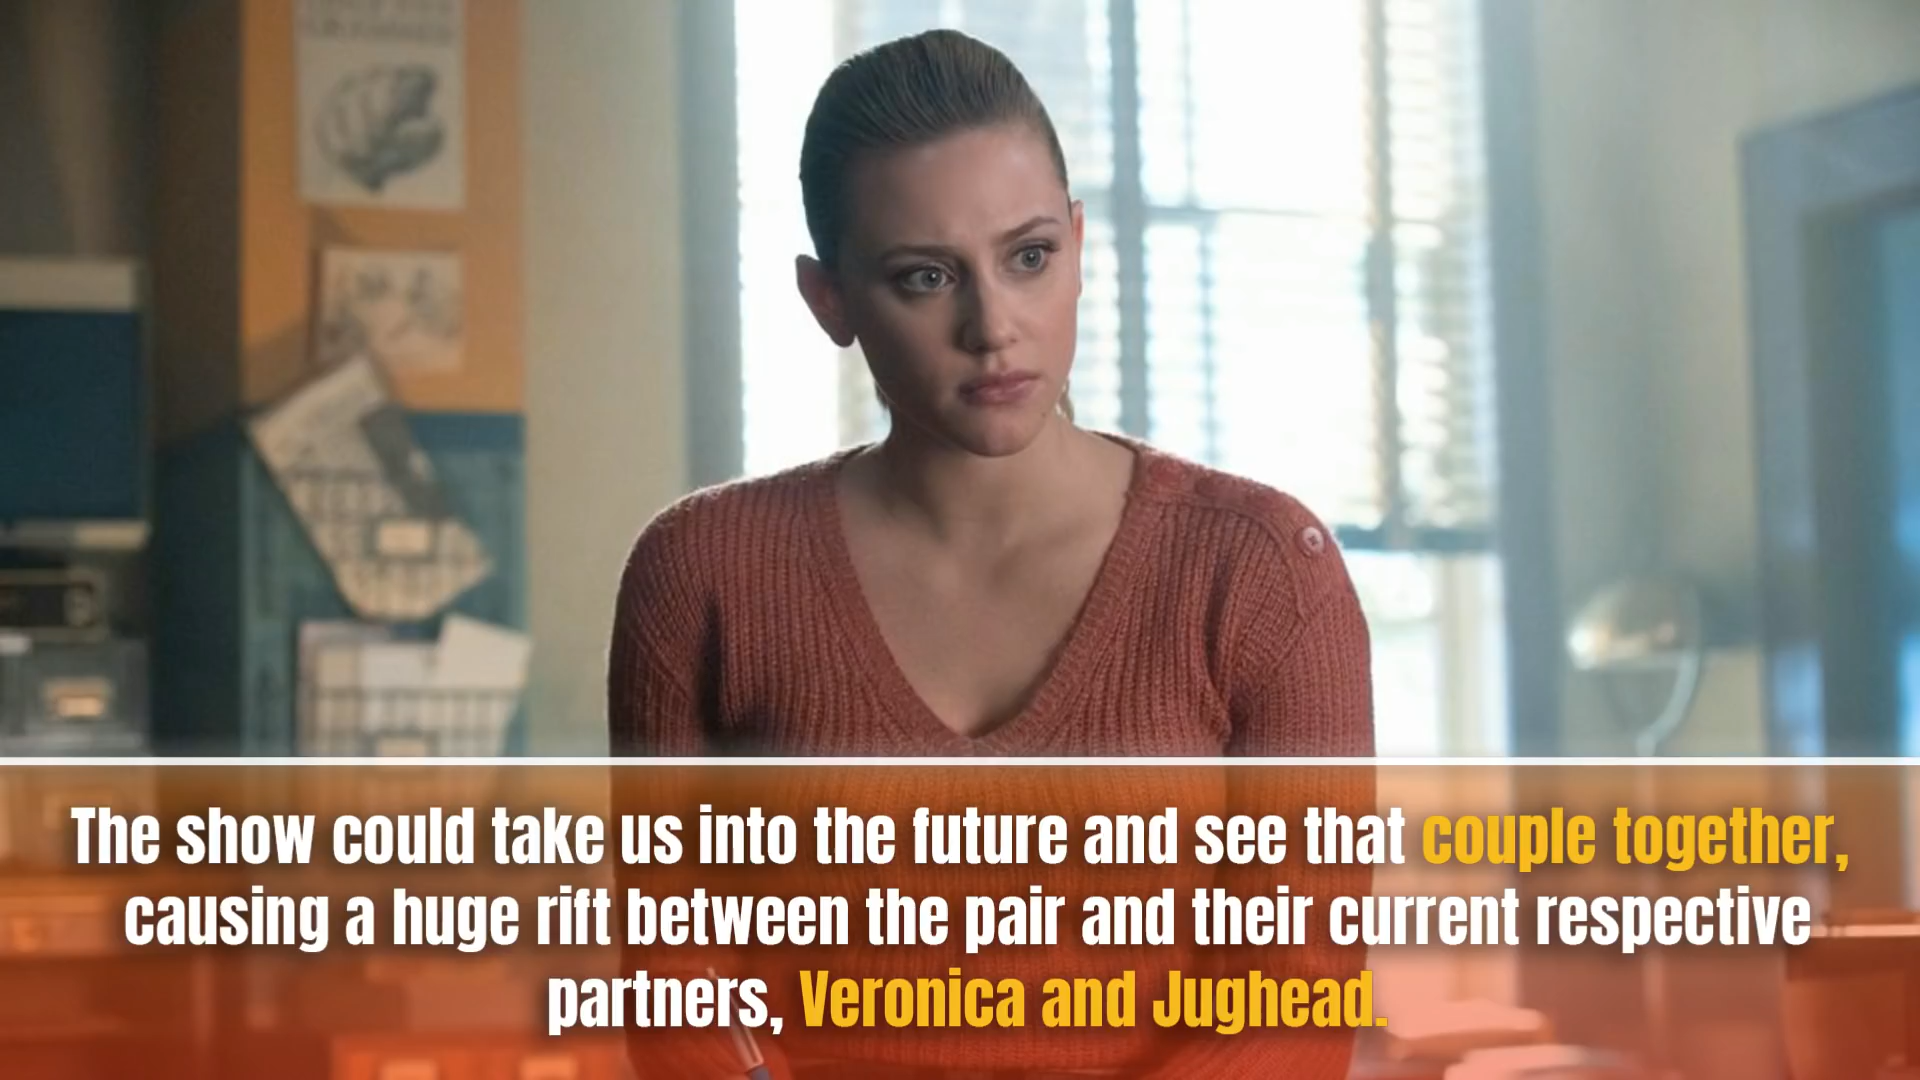 The show could take us into the future and see that couple together,
causing a huge rift between the pair and their current respective
partners, Veronica and Jughead.